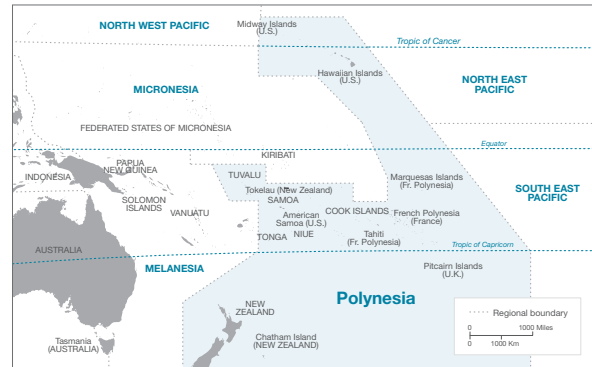 NORTH WEST PACIFIC
Midway Islands
(U.S.)
Tropic of Cancer
Hawaiian Islands
(U.S.)
NORTH EAST
PACIFIC
MICRONESIA
FEDERATED STATES OF MICRONESIA
Equator
KIRIBATI
PAPUA
NEW GUINEA
INDONESIA
TUVALU
Marquesas Islands
(Fr. Polynesia)
Tokelau (New Zealand)
SOUTH EAST
PACIFIC
SOLOMON
ISLANDS
SAMOA
VANUATU
American
Samoa (U.S.)
COOK ISLANDS
French Polynesia
(France)
TONGA
NIUE
Tahiti
(Fr. Polynesia)
Tropic of Capricorn
AUSTRALIA
MELANESIA
Pitcairn Islands
(U.K.)
Polynesia
NEW
ZEALAND
Regional boundary
0
1000 Miles
0
1000 Km
Tasmania
(AUSTRALIA)
Chatham Island
(NEW ZEALAND)